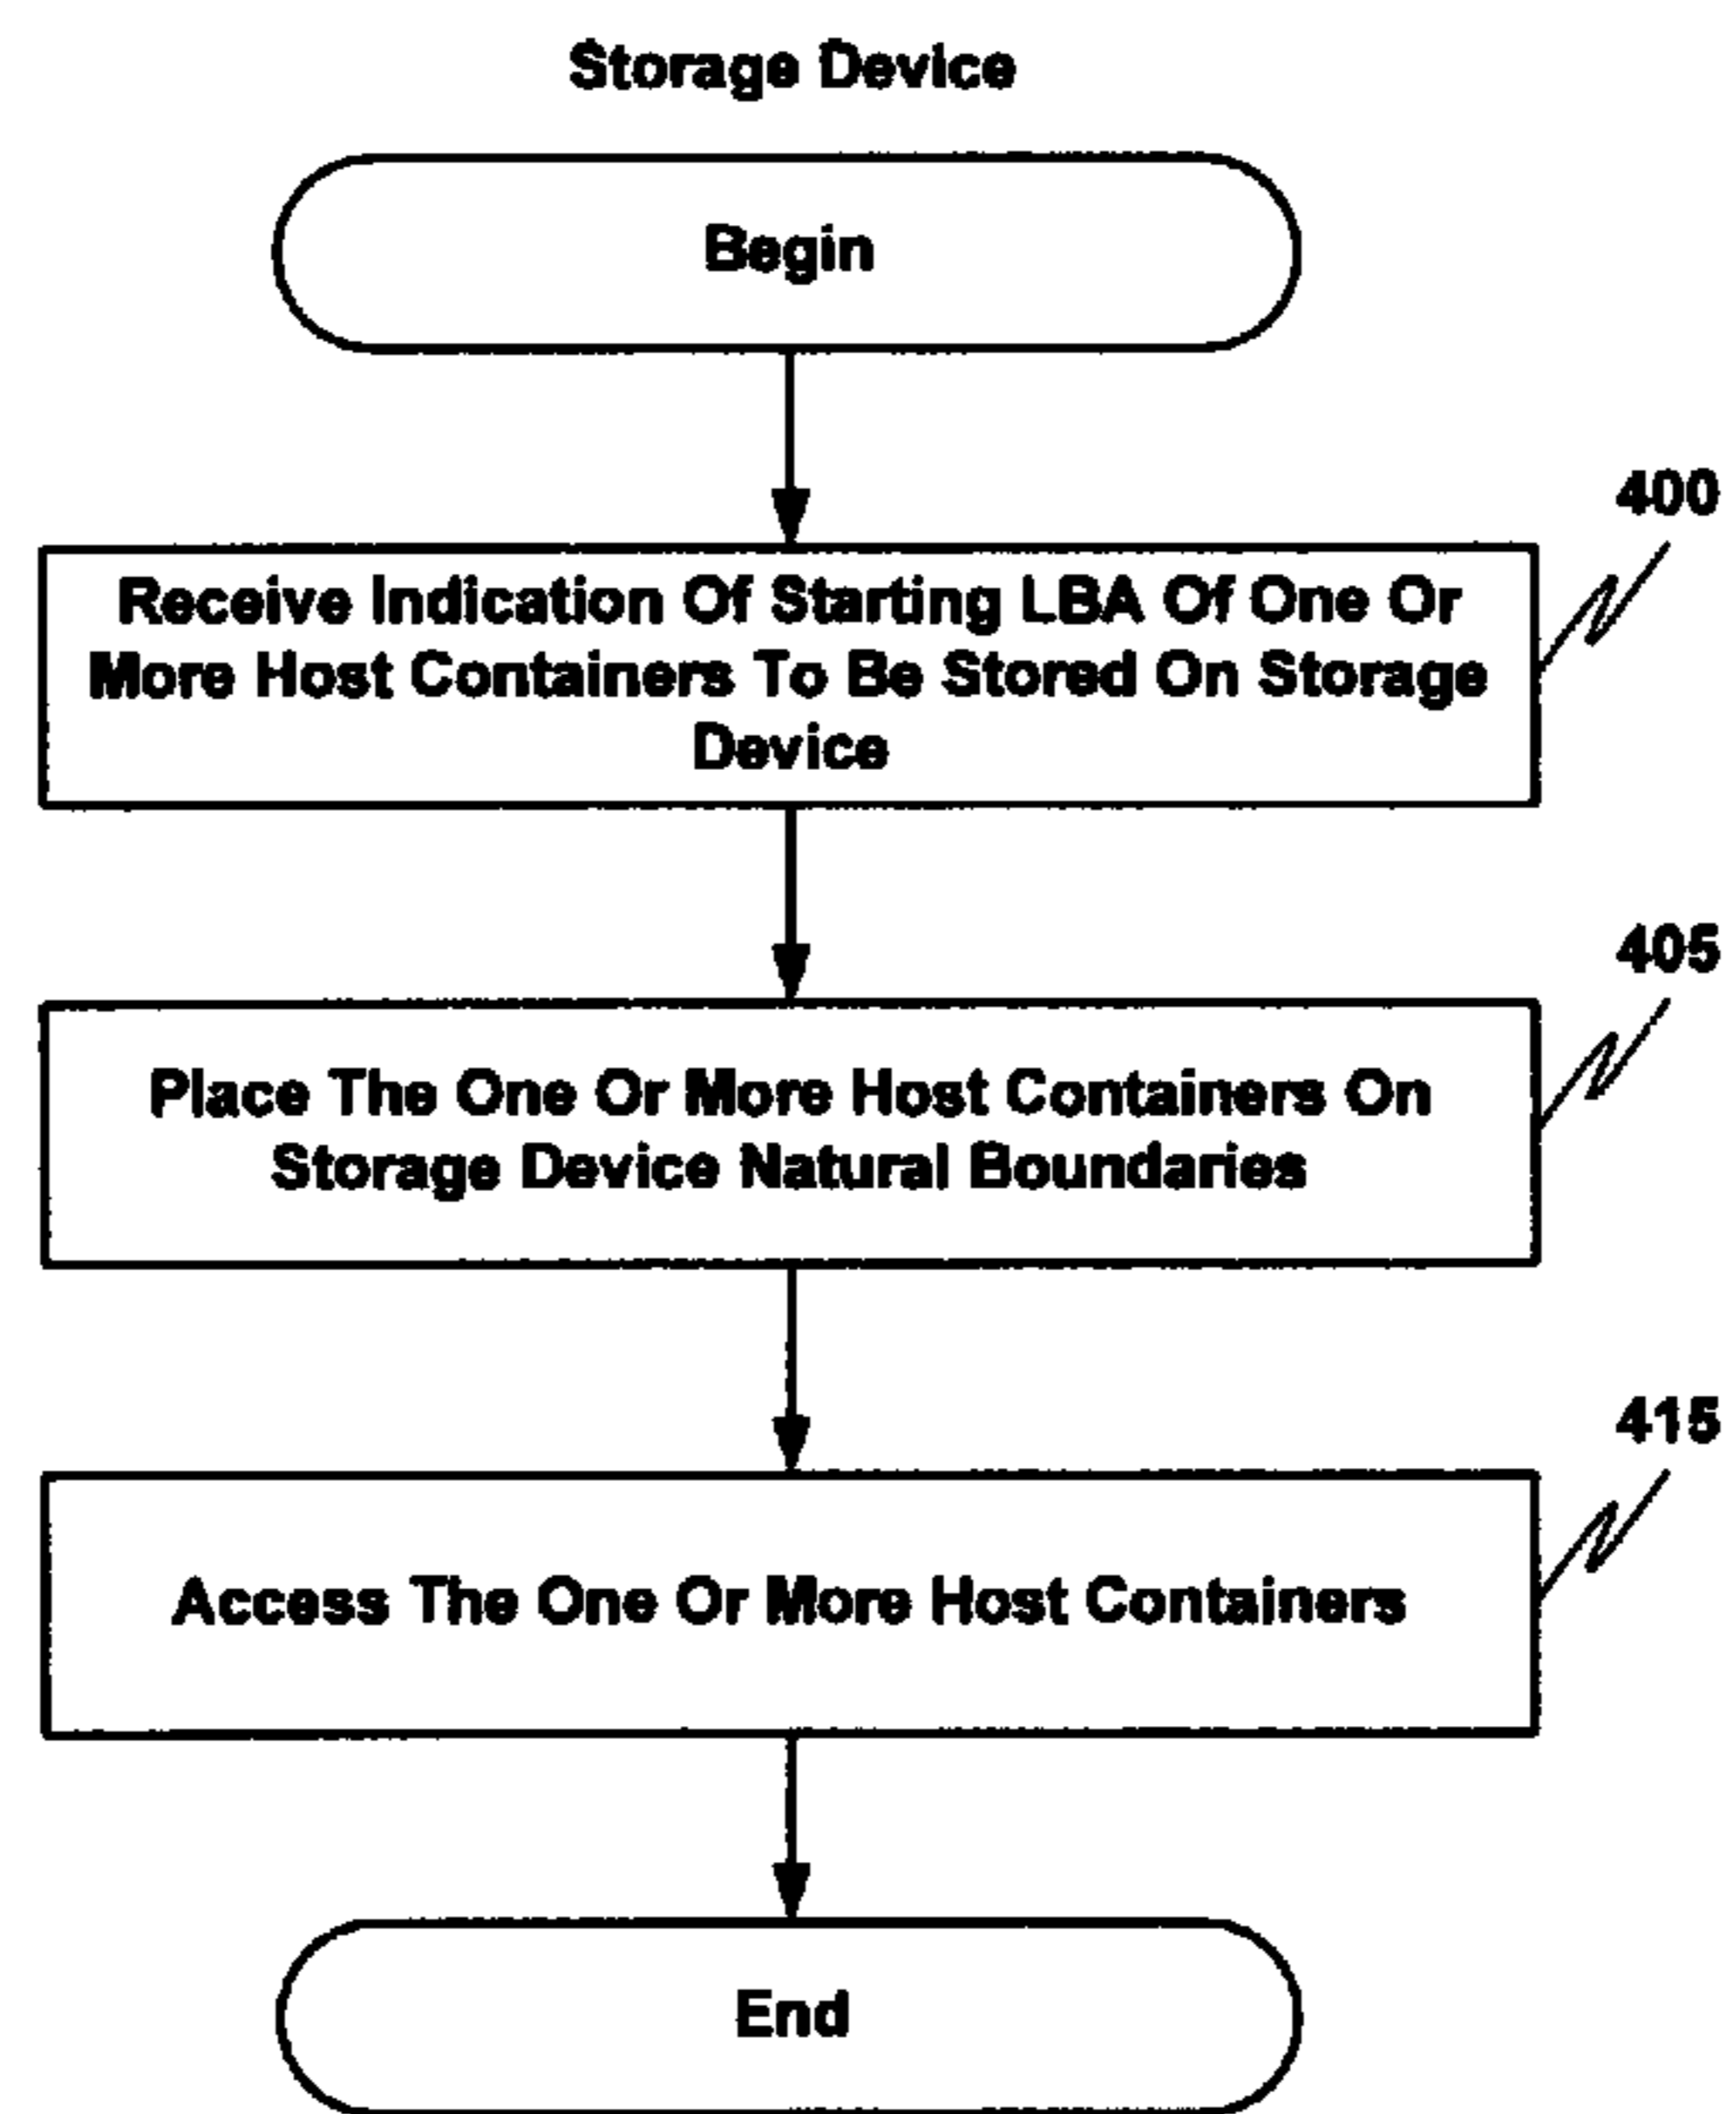 Storage Device
Begin
400
Receive Indication Of Starting LBA Of One Or
More Host Containers To Be Stored On Storage
Device
405
Place The One Or More Host Containers On
Storage Device Natural Boundaries
415
Access The One Or More Host Containers
End